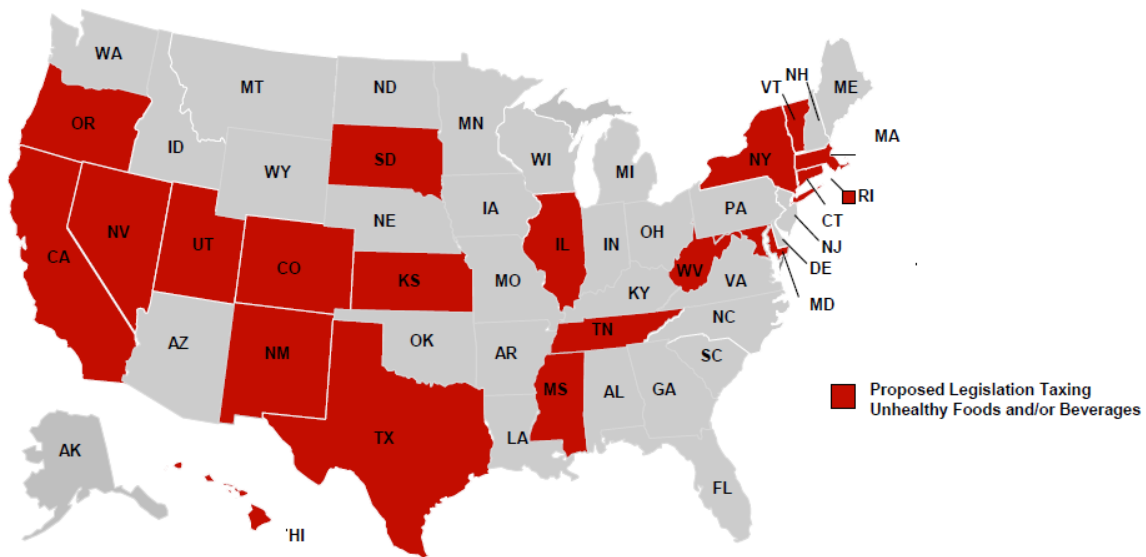 WA
MT
ND
MN
OR
ID
WY
SD
WI
MI
NH
VT
ME
MA
NY
RI
CT
NJ
PA
DE
MD
NE
IA
IL
IN
OH
WV
VA
CA
NV
UT
CO
KS
MO
KY
NC
AZ
NM
OK
AR
TN
SC
MS
AL
GA
TX
LA
FL
AK
HI
Proposed Legislation Taxing
Unhealthy Foods and/or Beverages